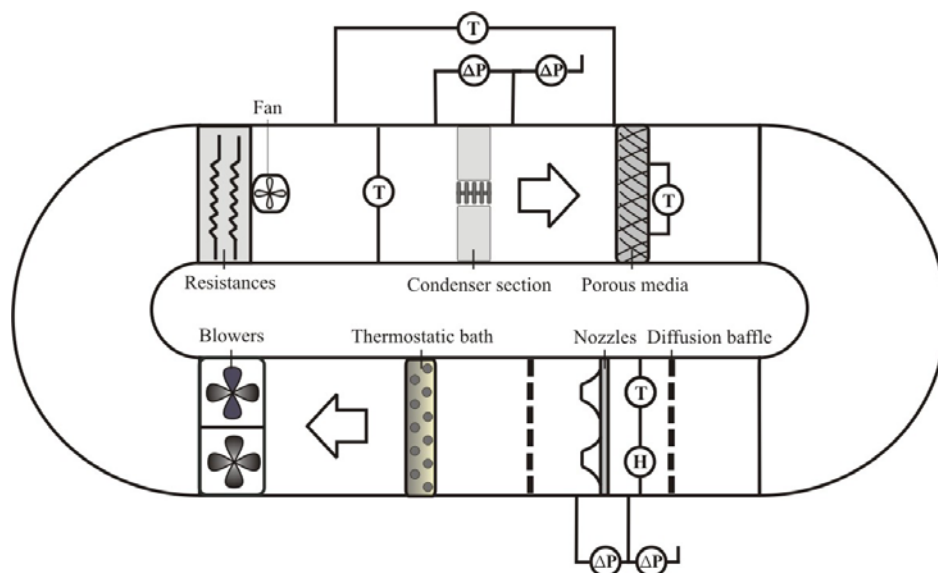 T
ΔP
ΔP
Fan
T
T
Resistances
Condenser section
Porous media
Blowers
Thermostatic bath
Nozzles
Diffusion baffle
T
H
ΔP
ΔP